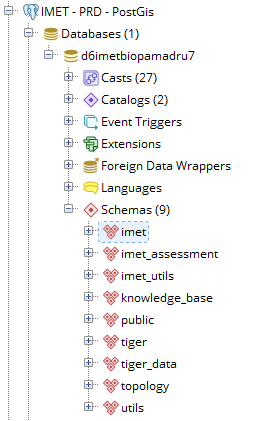 IMET - PRD - PostGis
Databases (1)
d6imetbiopamadru7
Casts (27)
Catalogs (2)
Event Triggers
Extensions
Foreign Data Wrappers
Languages
Schemas (9)
imet
imet_assessment
imet_utils
knowledge_base
public
tiger
tiger_data
topology
utils